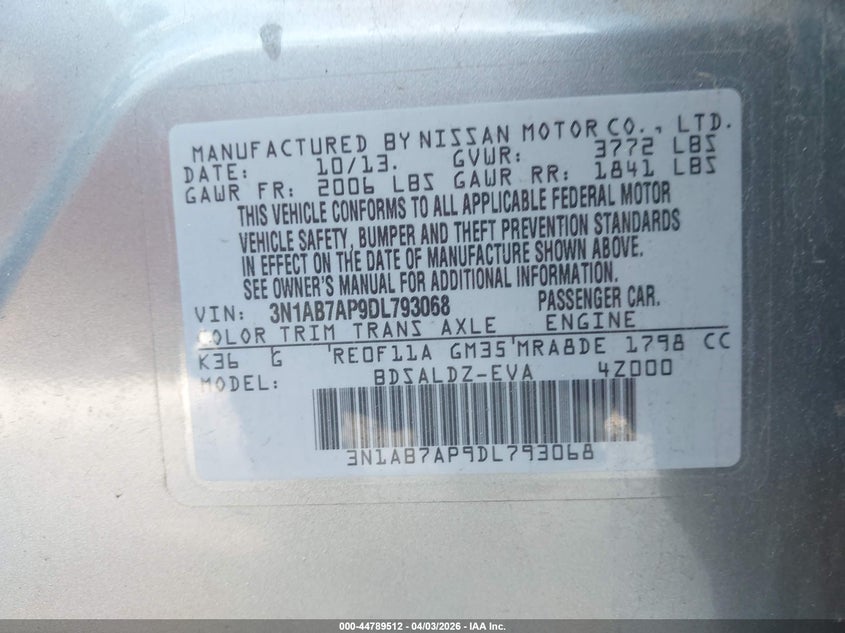 MANUFACTURED BY NISSAN MOTOR CO., LTD.
DATE: 10/13. GVWR: 3772 LBS
GAWR FR: 2006 LBS GAWR RR: 1841 LBS
THIS VEHICLE CONFORMS TO ALL APPLICABLE FEDERAL MOTOR
VEHICLE SAFETY, BUMPER AND THEFT PREVENTION STANDARDS
IN EFFECT ON THE DATE OF MANUFACTURE SHOWN ABOVE.
SEE OWNER'S MANUAL FOR ADDITIONAL INFORMATION.
VIN: 3N1AB7AP9DL793068 PASSENGER CAR.
COLOR TRIM TRANS AXLE ENGINE
K36 G RE0F11A GM35 MRA8DE 1798 CC
MODEL: BDSALDZ-EVA 4Z000
3N1AB7AP9DL793068
000-44789512 - 04/03/2026 - IAA Inc.